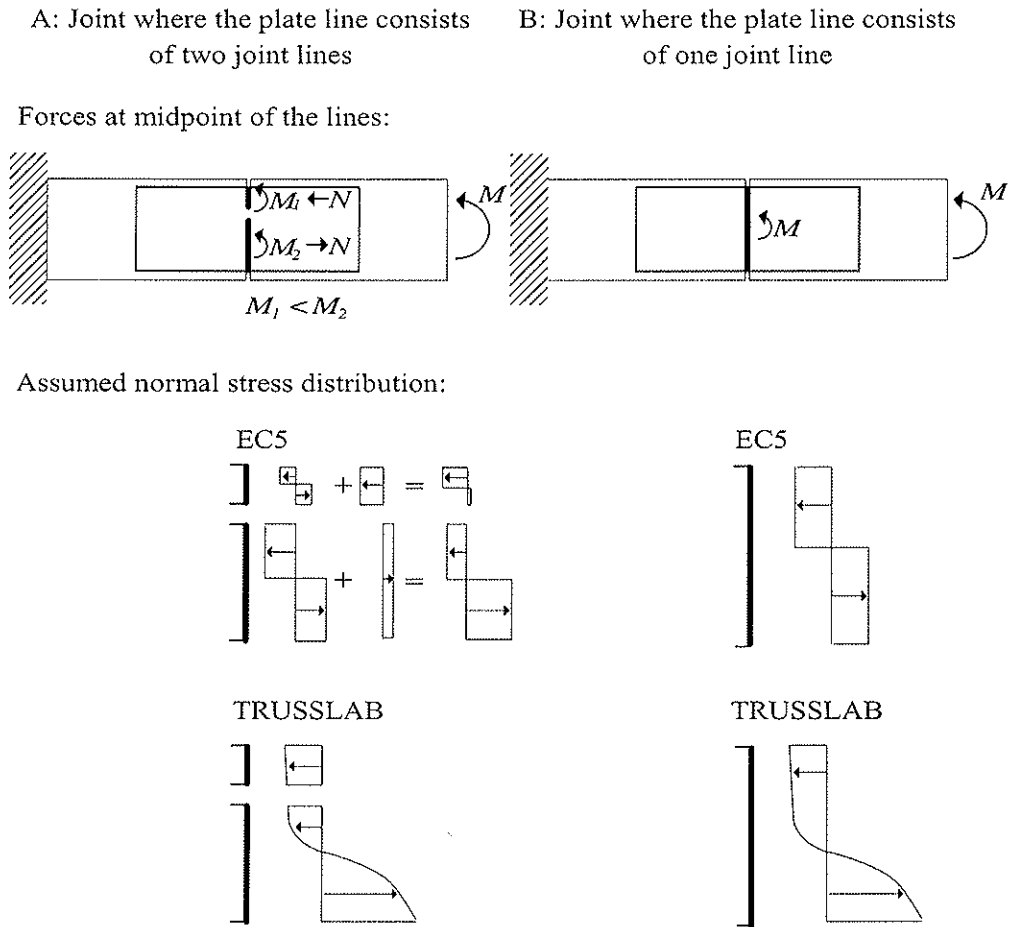 A: Joint where the plate line consists
of two joint lines
B: Joint where the plate line consists
of one joint line
Forces at midpoint of the lines:
M₁ ←N
M₂ →N
M
M₁ < M₂
M
M
Assumed normal stress distribution:
EC5
+ =
+ =
EC5
TRUSSLAB
TRUSSLAB